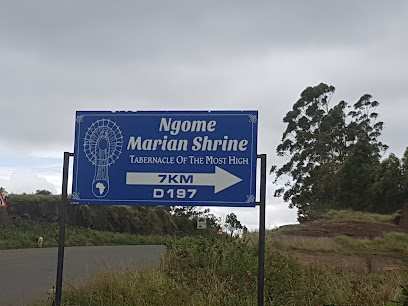 Ngome
Marian Shrine
TABERNACLE OF THE MOST HIGH
7KM
D197